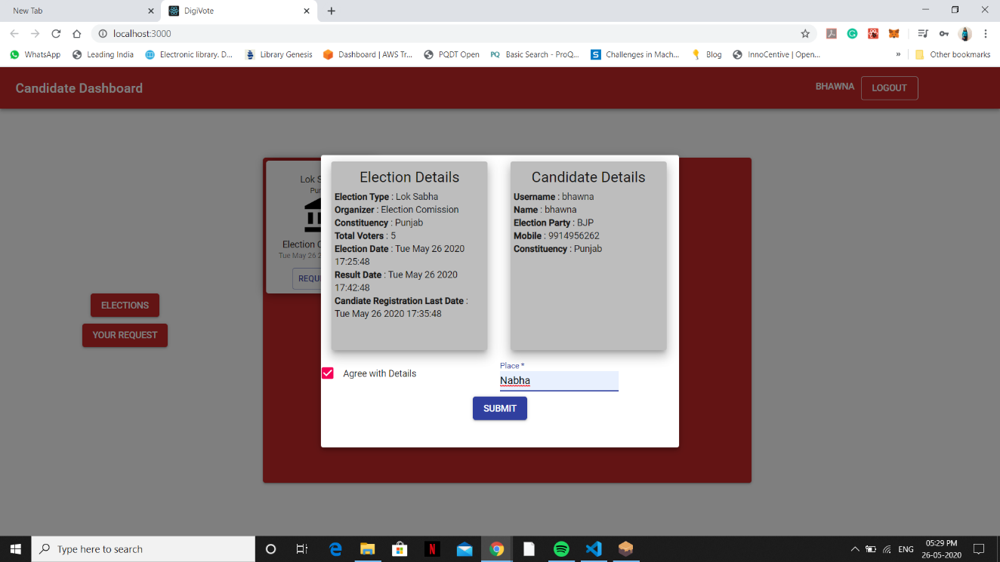 New Tab
DigiVote
localhost:3000
WhatsApp
Leading India
Electronic library. D...
Library Genesis
Dashboard | AWS Tr...
PQDT Open
PQ Basic Search - ProQ...
S Challenges in Mach...
Blog
InnoCentive | Open...
»
Other bookmarks
Candidate Dashboard
BHAWNA
LOGOUT
Lok S
Pun
Election C
Tue May 26 2
REQU
ELECTIONS
YOUR REQUEST
Election Details
Election Type : Lok Sabha
Organizer : Election Comission
Constituency : Punjab
Total Voters : 5
Election Date : Tue May 26 2020
17:25:48
Result Date : Tue May 26 2020
17:42:48
Candiate Registration Last Date :
Tue May 26 2020 17:35:48
Candidate Details
Username : bhawna
Name : bhawna
Election Party : BJP
Mobile : 9914956262
Constituency : Punjab
Agree with Details
Place *
Nabha
SUBMIT
Type here to search
N
ENG
05:29 PM
26-05-2020